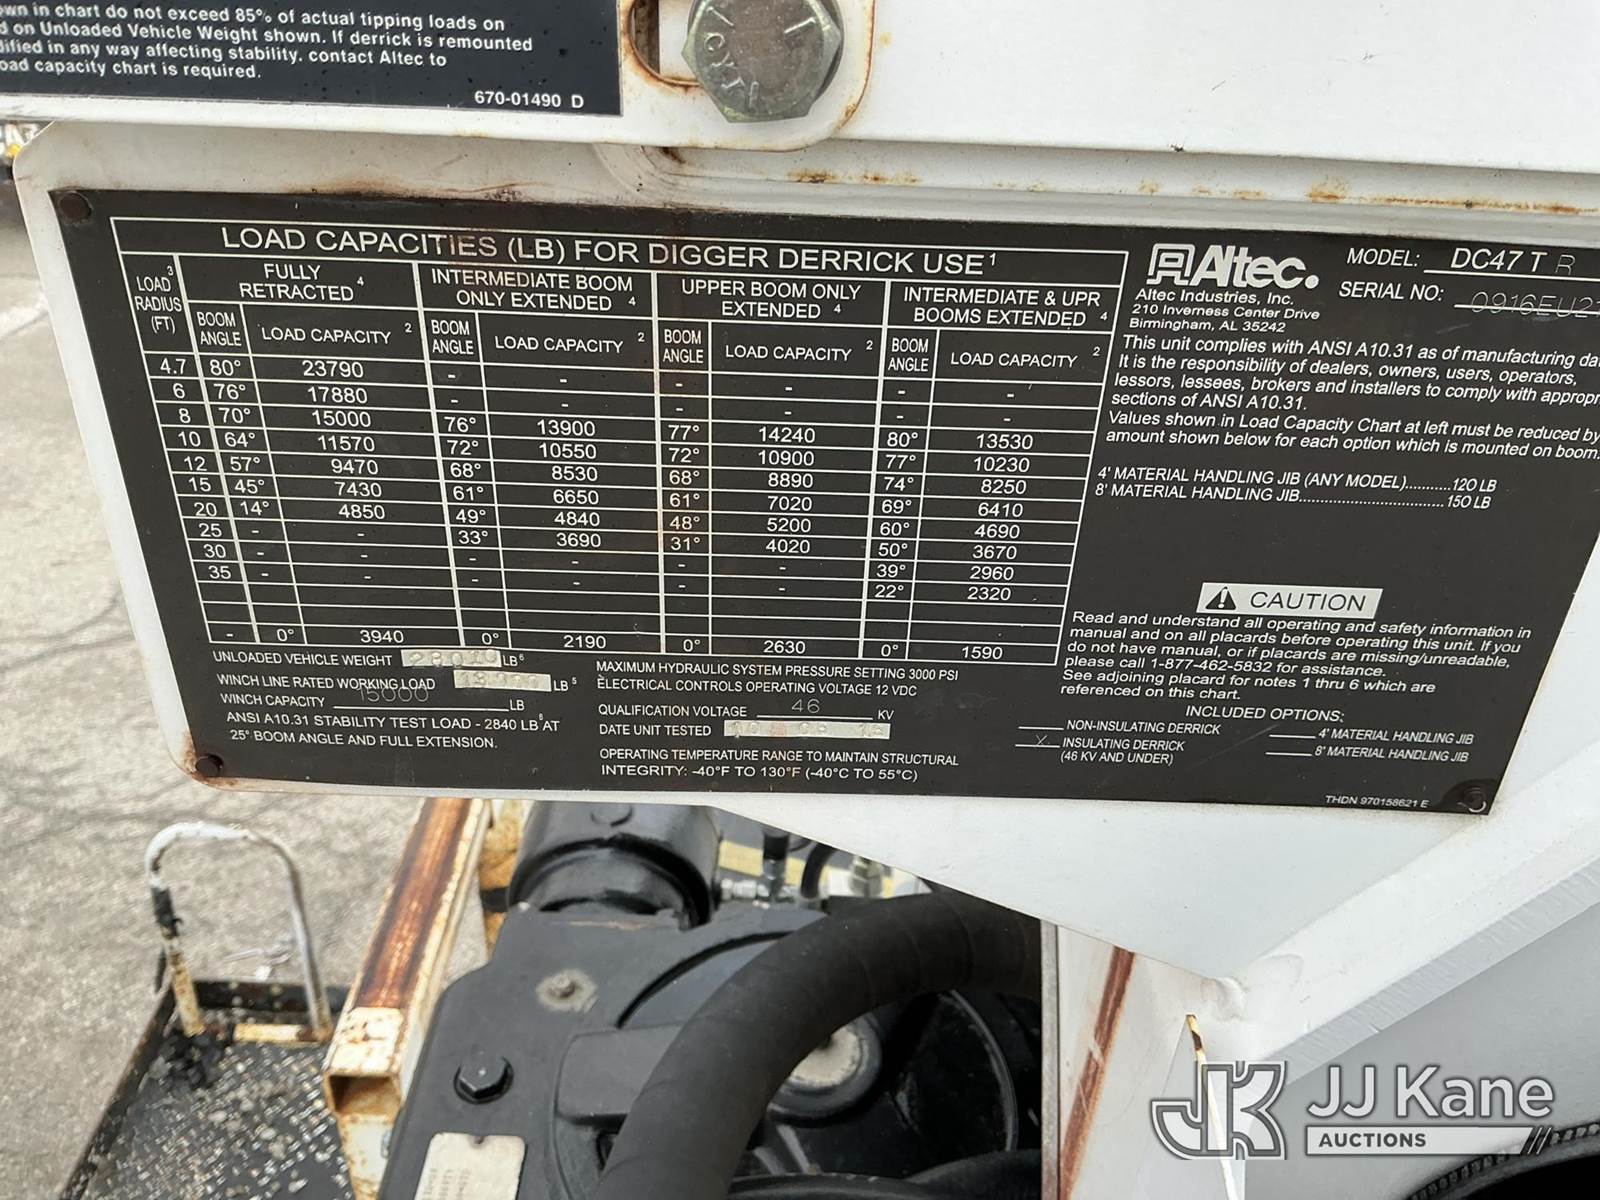 own in chart do not exceed 85% of actual tipping loads on
on Unloaded Vehicle Weight shown. If derrick is remounted
in any way affecting stability, contact Altec to
capacity chart is required.
670-01490 D
LOAD CAPACITIES (LB) FOR DIGGER DERRICK USE 1
LOAD 3 RADIUS (FT) FULLY RETRACTED 4 INTERMEDIATE BOOM ONLY EXTENDED 4 UPPER BOOM ONLY EXTENDED 4 INTERMEDIATE & UPR BOOMS EXTENDED 4
BOOM ANGLE LOAD CAPACITY 2 BOOM ANGLE LOAD CAPACITY 2 BOOM ANGLE LOAD CAPACITY 2 BOOM ANGLE LOAD CAPACITY 2
4.7 80° 23790 - - - - - -
6 76° 17880 - - - - - -
8 70° 15000 76° 13900 77° 14240 80° 13530
10 64° 11570 72° 10550 72° 10900 77° 10230
12 57° 9470 68° 8530 68° 8890 74° 8250
15 45° 7430 61° 6650 61° 7020 69° 6410
20 14° 4850 49° 4840 48° 5200 60° 4690
25 - - 33° 3690 31° 4020 50° 3670
30 - - - - - - 39° 2960
35 - - - - - - 22° 2320
- 0° 3940 0° 2190 0° 2630 0° 1590
UNLOADED VEHICLE WEIGHT LB 6
WINCH LINE RATED WORKING LOAD LB 5
WINCH CAPACITY 15000 LB
ANSI A10.31 STABILITY TEST LOAD - 2840 LB 6 AT
25° BOOM ANGLE AND FULL EXTENSION.
MAXIMUM HYDRAULIC SYSTEM PRESSURE SETTING 3000 PSI
ELECTRICAL CONTROLS OPERATING VOLTAGE 12 VDC
QUALIFICATION VOLTAGE 46 KV
DATE UNIT TESTED
OPERATING TEMPERATURE RANGE TO MAINTAIN STRUCTURAL
INTEGRITY: -40°F TO 130°F (-40°C TO 55°C)
Altec.
Altec Industries, Inc.
210 Inverness Center Drive
Birmingham, AL 35242
MODEL: DC47 T R
SERIAL NO: 0916EU21
This unit complies with ANSI A10.31 as of manufacturing da
It is the responsibility of dealers, owners, users, operators,
lessors, lessees, brokers and installers to comply with appropr
sections of ANSI A10.31.
Values shown in Load Capacity Chart at left must be reduced by
amount shown below for each option which is mounted on boom.
4' MATERIAL HANDLING JIB (ANY MODEL)..........120 LB
8' MATERIAL HANDLING JIB..............................150 LB
CAUTION
Read and understand all operating and safety information in
manual and on all placards before operating this unit. If you
do not have manual, or if placards are missing/unreadable,
please call 1-877-462-5832 for assistance.
See adjoining placard for notes 1 thru 6 which are
referenced on this chart.
INCLUDED OPTIONS:
NON-INSULATING DERRICK
X INSULATING DERRICK
(46 KV AND UNDER)
4' MATERIAL HANDLING JIB
8' MATERIAL HANDLING JIB
THDN 970158621 E
JK JJ Kane
AUCTIONS